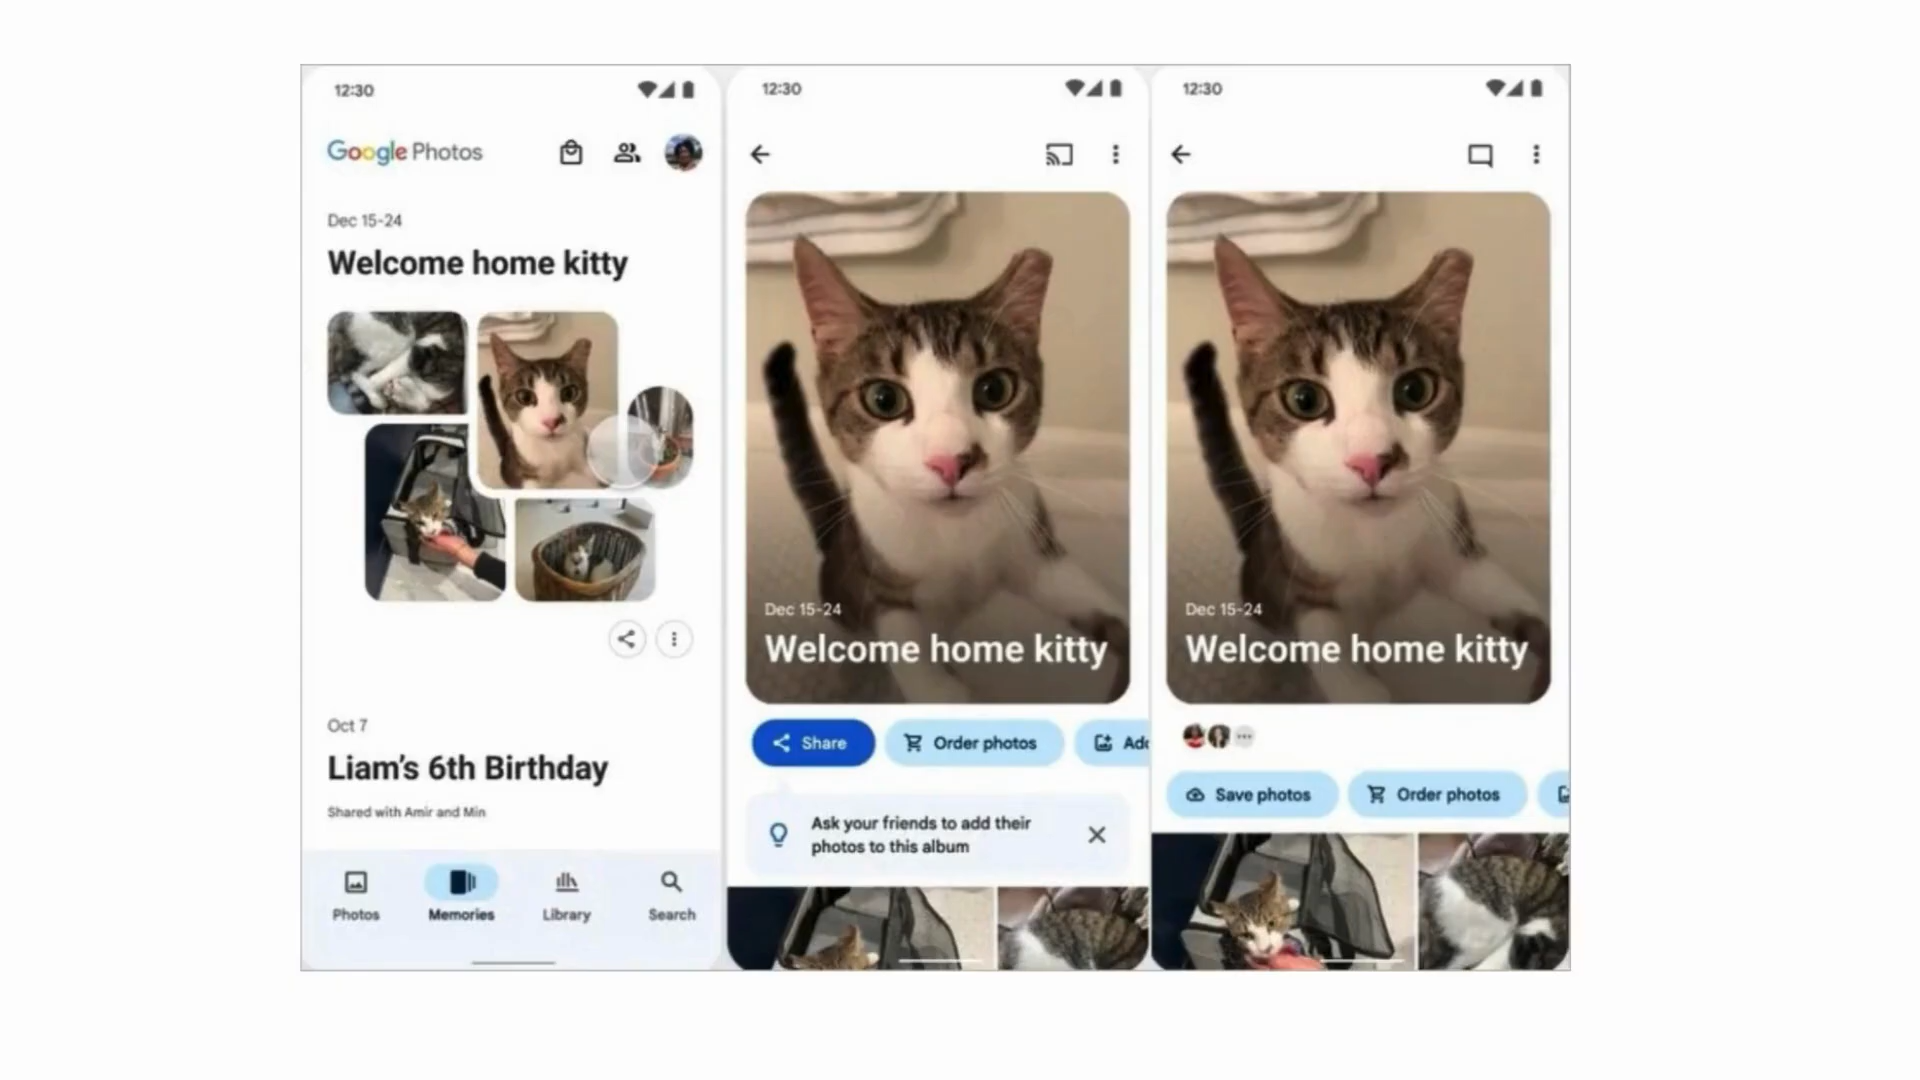 12:30
Google Photos
Dec 15-24
Welcome home kitty
Oct 7
Liam's 6th Birthday
Shared with Amir and Min
Photos
Memories
Library
Search
12:30
Dec 15-24
Welcome home kitty
Share
Order photos
Ask your friends to add their
photos to this album
12:30
Dec 15-24
Welcome home kitty
Save photos
Order photos